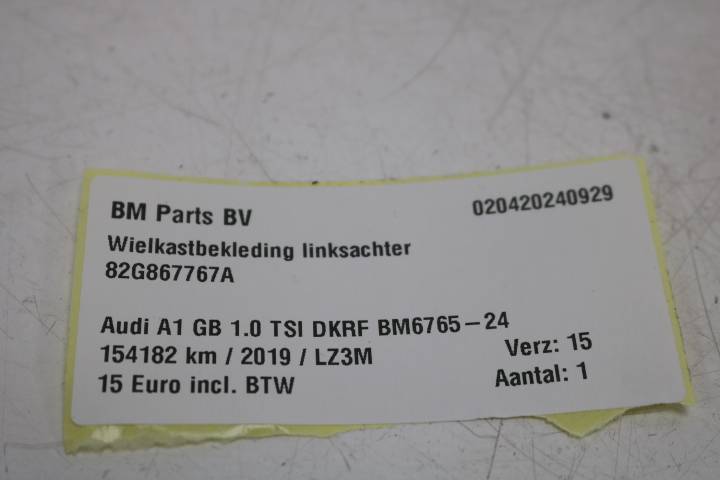 BM Parts BV 020420240929
Wielkastbekleding linksachter
82G867767A
Audi A1 GB 1.0 TSI DKRF BM6765-24
154182 km / 2019 / LZ3M Verz: 15
15 Euro incl. BTW Aantal: 1